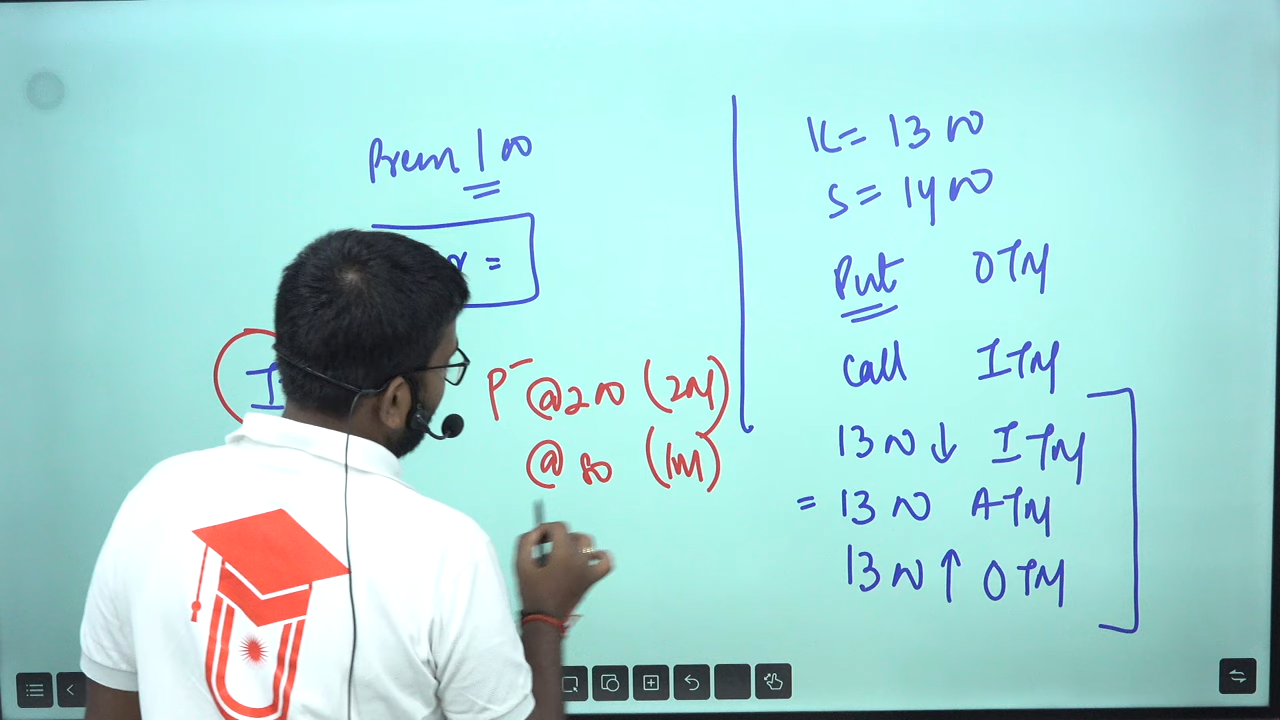 Prem 100
=
I
P- @200 (2M)
@ 80 (1M)
K = 1300
S = 1400
Put OTM
Call ITM
1300 ↓ ITM
= 1300 ATM
1300 ↑ OTM